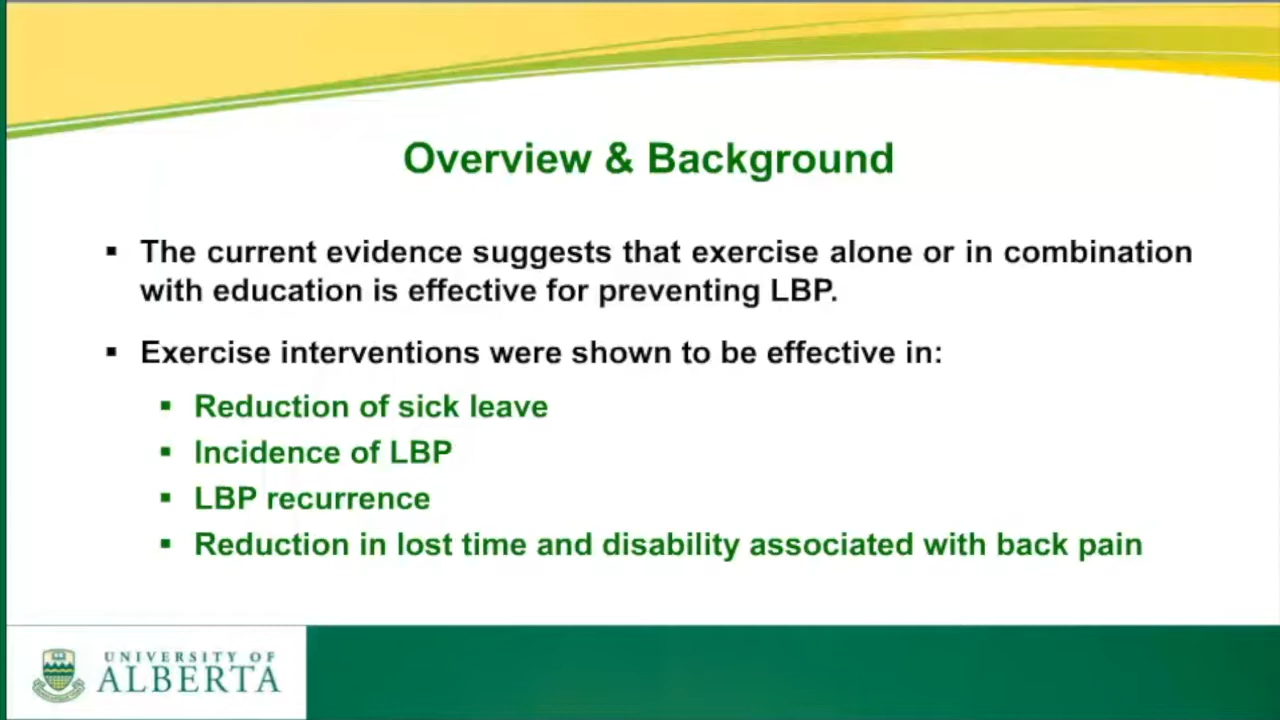 Overview & Background
▪ The current evidence suggests that exercise alone or in combination
with education is effective for preventing LBP.
▪ Exercise interventions were shown to be effective in:
▪ Reduction of sick leave
▪ Incidence of LBP
▪ LBP recurrence
▪ Reduction in lost time and disability associated with back pain
UNIVERSITY OF
ALBERTA